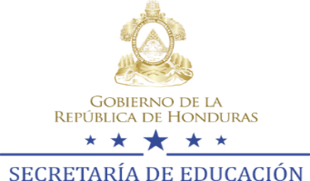 GOBIERNO DE LA
REPÚBLICA DE HONDURAS
SECRETARÍA DE EDUCACIÓN